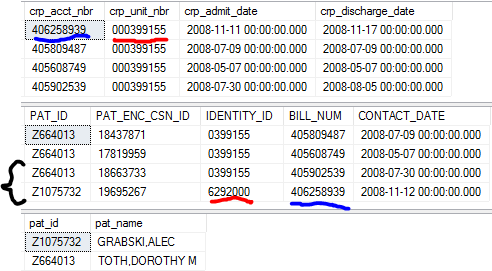 crp_acct_nbr crp_unit_nbr crp_admit_date crp_discharge_date
406258939 000399155 2008-11-11 00:00:00.000 2008-11-17 00:00:00.000
405809487 000399155 2008-07-09 00:00:00.000 2008-07-09 00:00:00.000
405608749 000399155 2008-05-07 00:00:00.000 2008-05-07 00:00:00.000
405902539 000399155 2008-07-30 00:00:00.000 2008-08-05 00:00:00.000
PAT_ID PAT_ENC_CSN_ID IDENTITY_ID BILL_NUM CONTACT_DATE
Z664013 18437871 0399155 405809487 2008-07-09 00:00:00.000
Z664013 17819959 0399155 405608749 2008-05-07 00:00:00.000
Z664013 18663733 0399155 405902539 2008-07-30 00:00:00.000
Z1075732 19695267 6292000 406258939 2008-11-12 00:00:00.000
pat_id pat_name
Z1075732 GRABSKI,ALEC
Z664013 TOTH,DOROTHY M